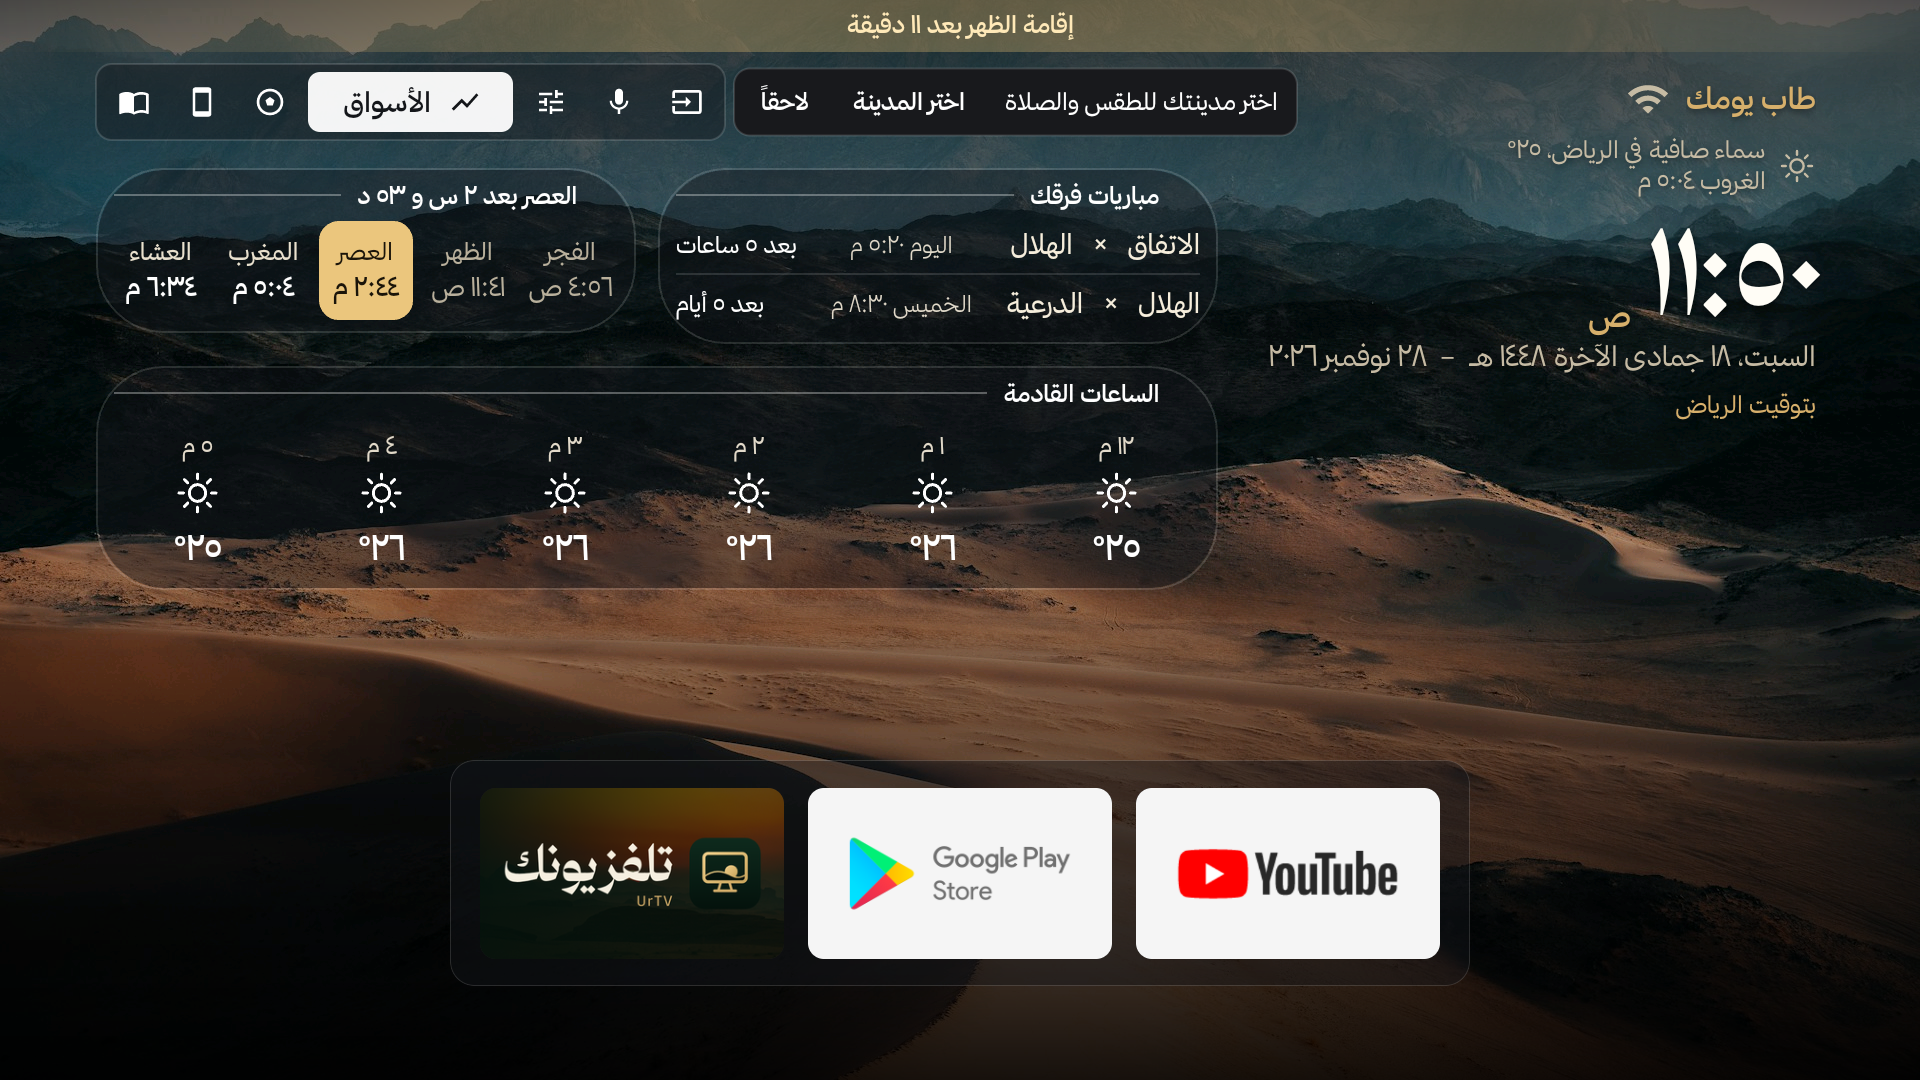 إقامة الظهر بعد ١١ دقيقة
طاب يومك
سماء صافية في الرياض، ٢٥°
الغروب ٥:٠٤ م
١١:٥٠ ص
السبت، ١٨ جمادى الآخرة ١٤٤٨ هـ – ٢٨ نوفمبر ٢٠٢٦
بتوقيت الرياض
اختر مدينتك للطقس والصلاة
اختر المدينة
لاحقاً
الأسواق
مباريات فرقك
الاتفاق × الهلال اليوم ٥:٢٠ م بعد ٥ ساعات
الهلال × الدرعية الخميس ٨:٣٠ م بعد ٥ أيام
العصر بعد ٢ س و ٥٣ د
الفجر الظهر العصر المغرب العشاء
٤:٥٦ ص ١١:٤١ ص ٢:٤٤ م ٥:٠٤ م ٦:٣٤ م
الساعات القادمة
١٢ م ١ م ٢ م ٣ م ٤ م ٥ م
٢٥° ٢٦° ٢٦° ٢٦° ٢٦° ٢٥°
YouTube
Google Play
Store
تلفزيونك
UrTV